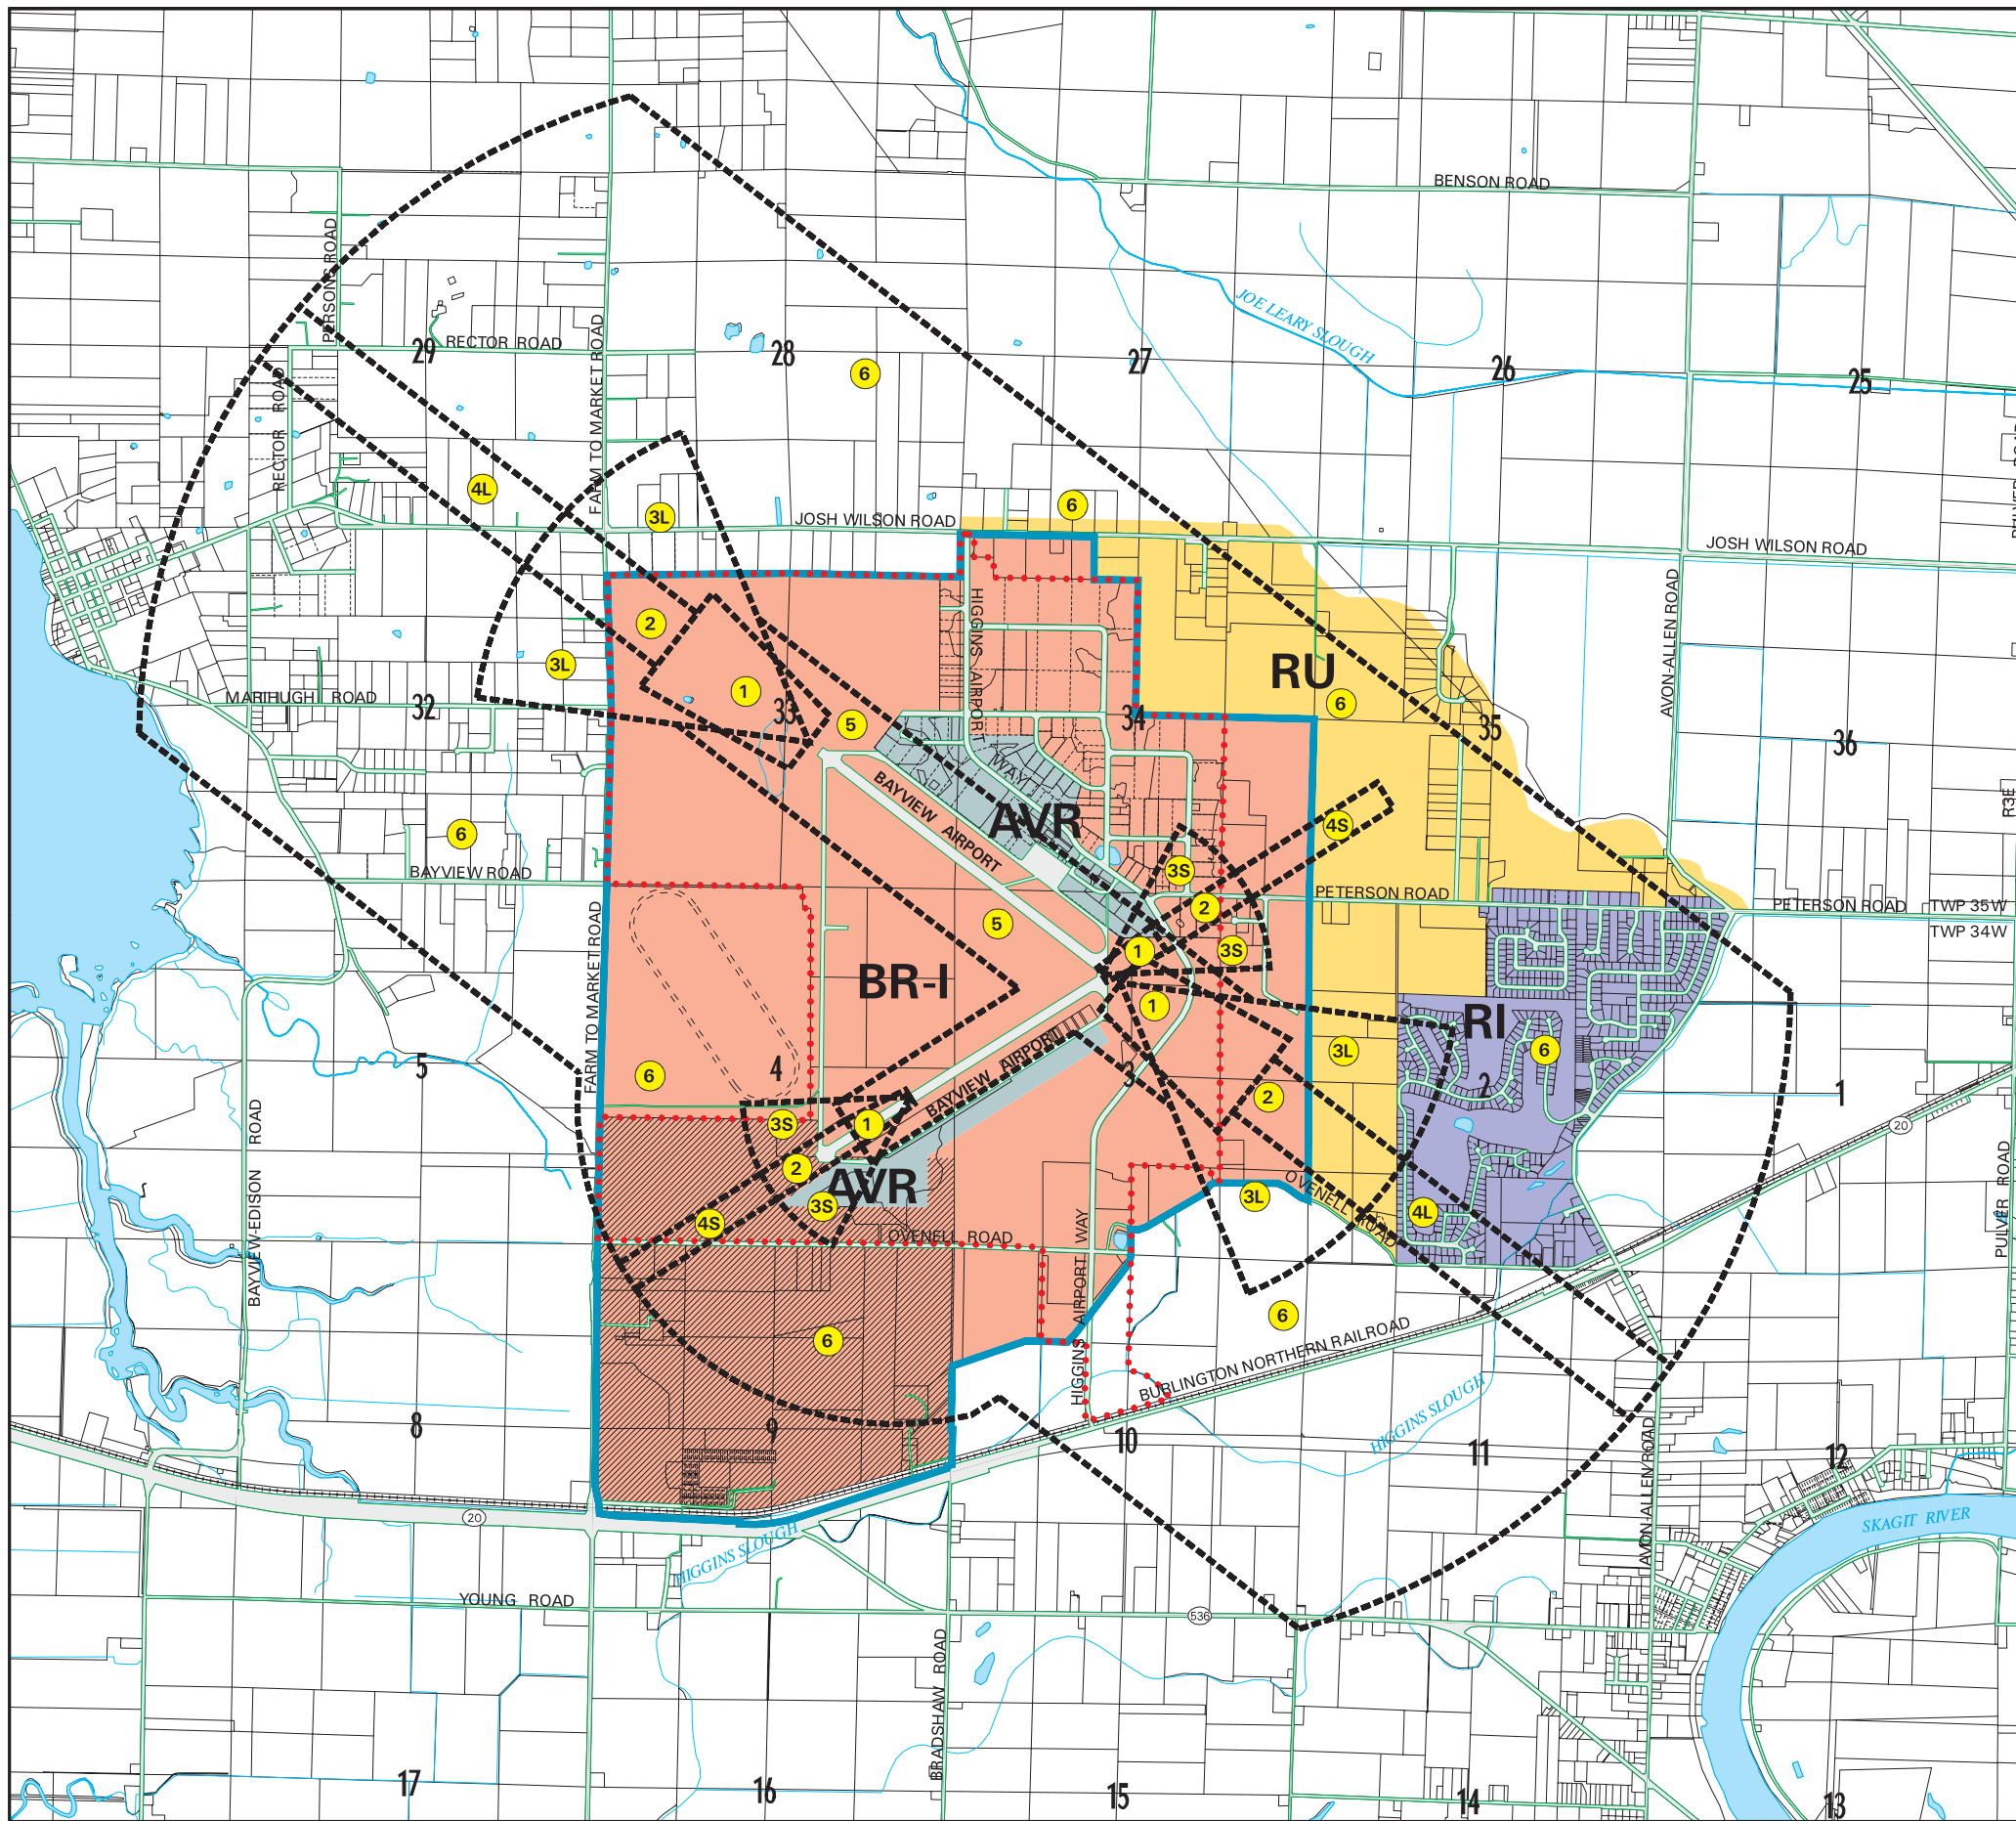 BENSON ROAD
PERSONS ROAD
JOE LEARY SLOUGH
29
RECTOR ROAD
FARM TO MARKET ROAD
28
27
26
25
6
RECTOR ROAD
4L
3L
6
JOSH WILSON ROAD
JOSH WILSON ROAD
AVON-ALLEN ROAD
HIGGINS AIRPORT
WAY
2
3L
RU
1
6
MARIHUGH ROAD
32
33
5
34
35
36
R3E
BAYVIEW AIRPORT
AVR
4S
6
BAYVIEW ROAD
3S
PETERSON ROAD
PETERSON ROAD
TWP 35W
TWP 34W
2
5
1
3S
BR-I
1
RI
FARM TO MARKET ROAD
3L
6
5
6
4
BAYVIEW AIRPORT
3
2
2
1
BAYVIEW-EDISON ROAD
3S
1
20
2
AVR
3S
4S
3L
OVENELL ROAD
4L
PULVER ROAD
OVENELL ROAD
HIGGINS AIRPORT WAY
6
6
BURLINGTON NORTHERN RAILROAD
HIGGINS SLOUGH
8
9
10
11
12
AVON-ALLEN ROAD
20
SKAGIT RIVER
HIGGINS SLOUGH
YOUNG ROAD
536
BRADSHAW ROAD
17
16
15
14
13